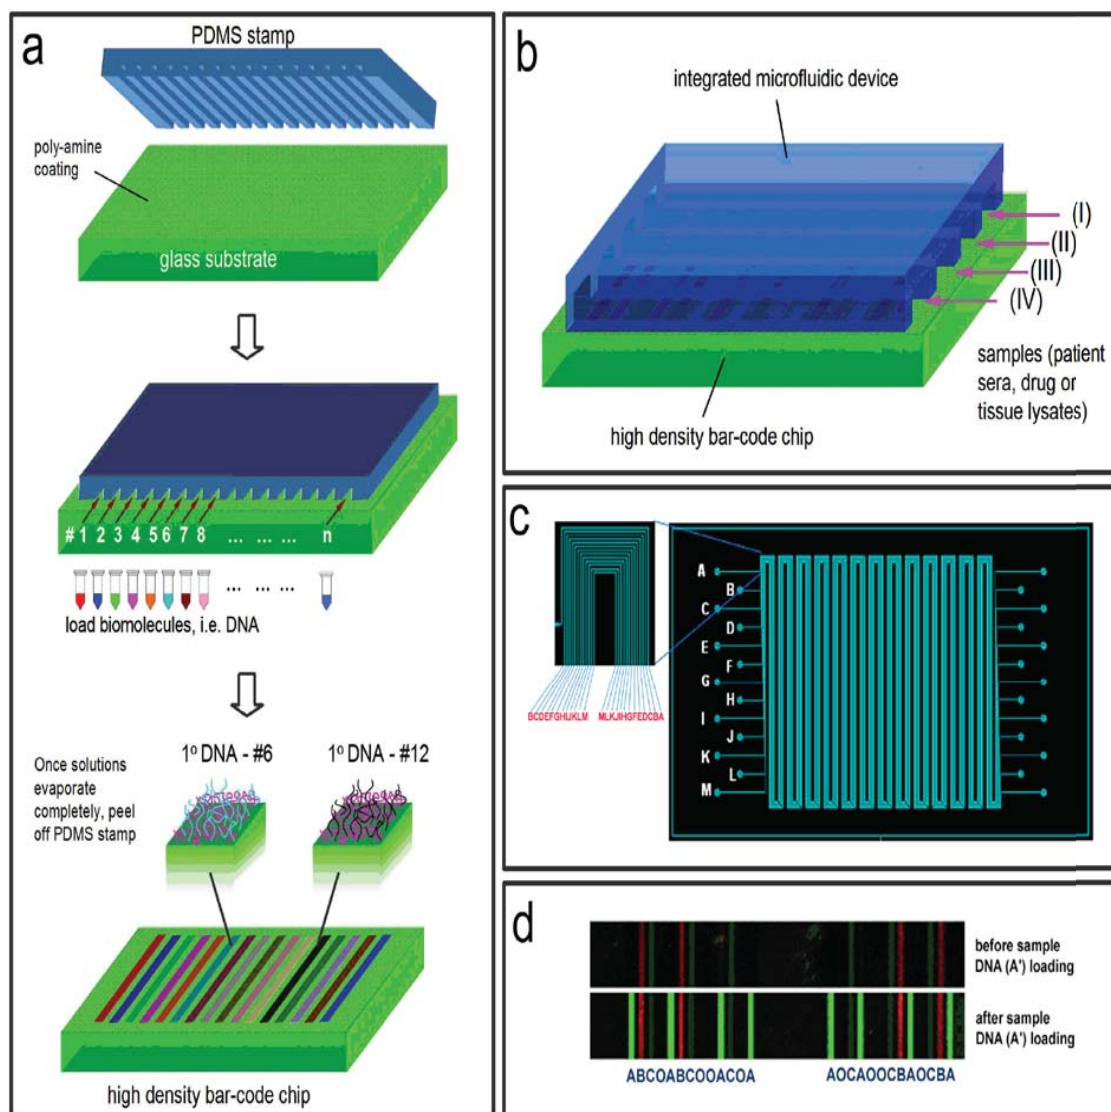 a
PDMS stamp
poly-amine
coating
glass substrate
# 1 2 3 4 5 6 7 8 ... ... ... n
... ... ...
load biomolecules, i.e. DNA
Once solutions
evaporate
completely, peel
off PDMS stamp
1º DNA - #6
1º DNA - #12
high density bar-code chip
b
integrated microfluidic device
(I)
(II)
(III)
(IV)
samples (patient
sera, drug or
tissue lysates)
high density bar-code chip
c
BCDEFGHIJKLM
MLKJIHGFEDCBA
A
B
C
D
E
F
G
H
I
J
K
L
M
d
before sample
DNA (A') loading
after sample
DNA (A') loading
ABCOABCOOACOA
AOCAOOCBAOCBA